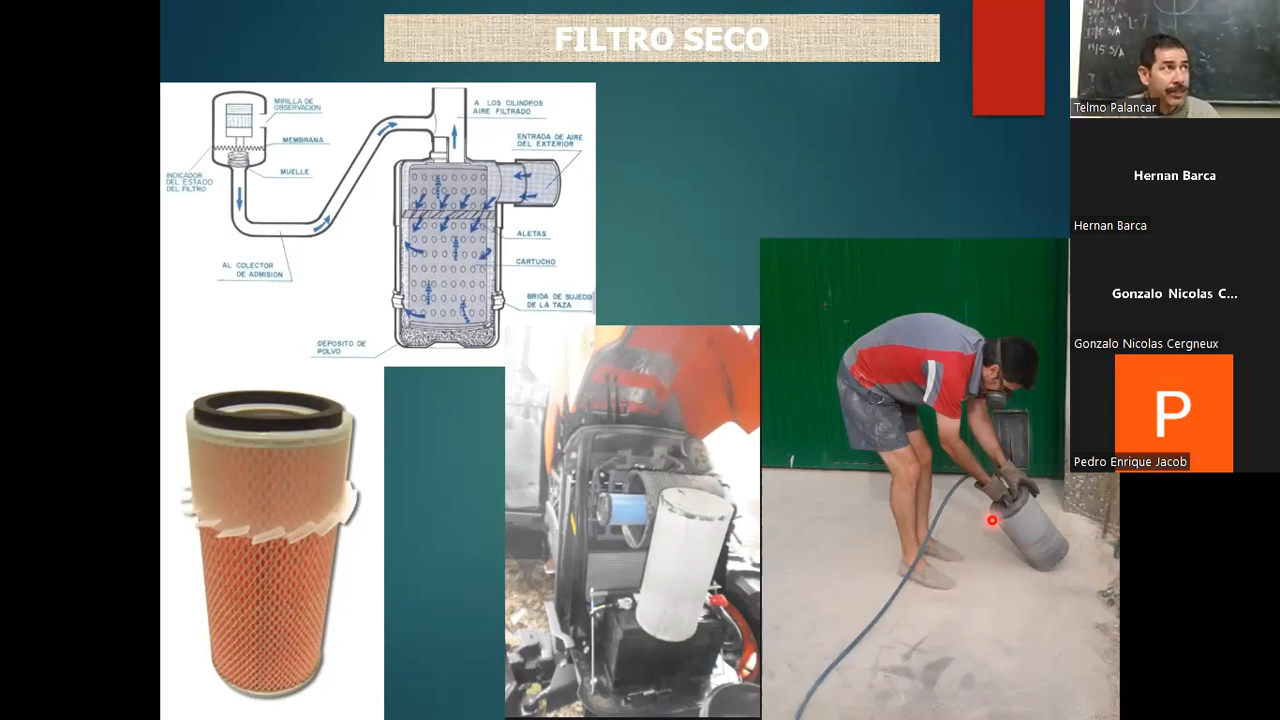 FILTRO SECO
MIRILLA DE
OBSERVACION
MEMBRANA
INDICADOR
DEL ESTADO
DEL FILTRO
MUELLE
AL COLECTOR
DE ADMISION
A LOS CILINDROS
AIRE FILTRADO
ENTRADA DE AIRE
DEL EXTERIOR
ALETAS
CARTUCHO
BRIDA DE SUJEC
DE LA TAZA
DEPOSITO DE
POLVO
Telmo Palancar
Hernan Barca
Hernan Barca
Gonzalo Nicolas C...
Gonzalo Nicolas Cergneux
P
Pedro Enrique Jacob